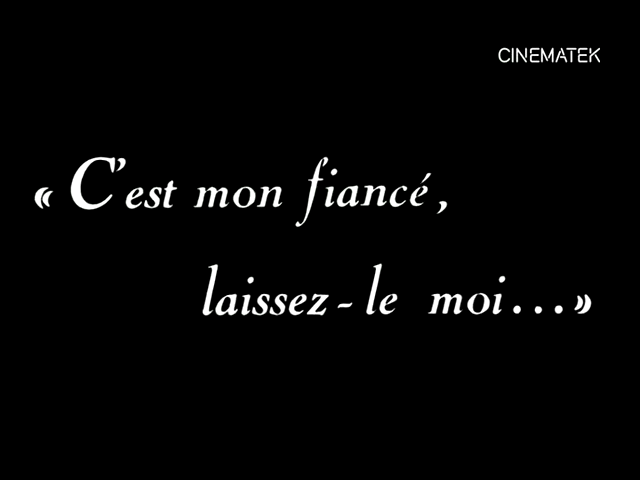 CINEMATEK
« C'est mon fiancé,
laissez-le moi...»